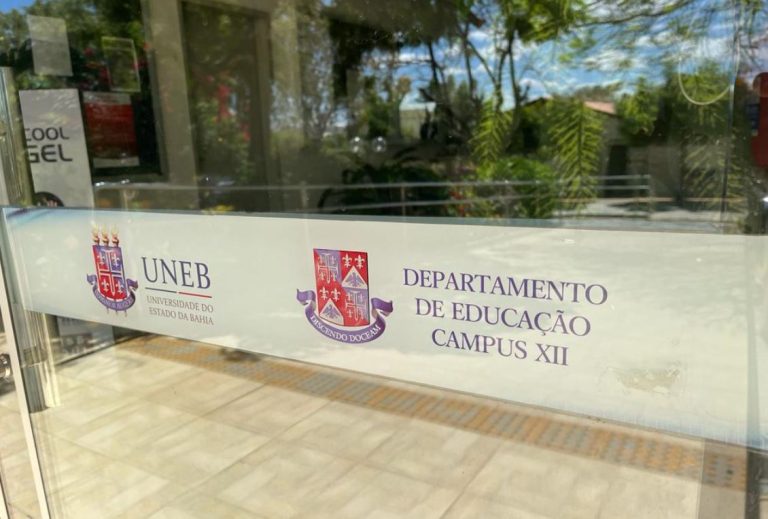 COOL
GEL
UNEB
UNIVERSIDADE DO
ESTADO DA BAHIA
DISCENDO DOCEAM
DEPARTAMENTO
DE EDUCAÇÃO
CAMPUS XII